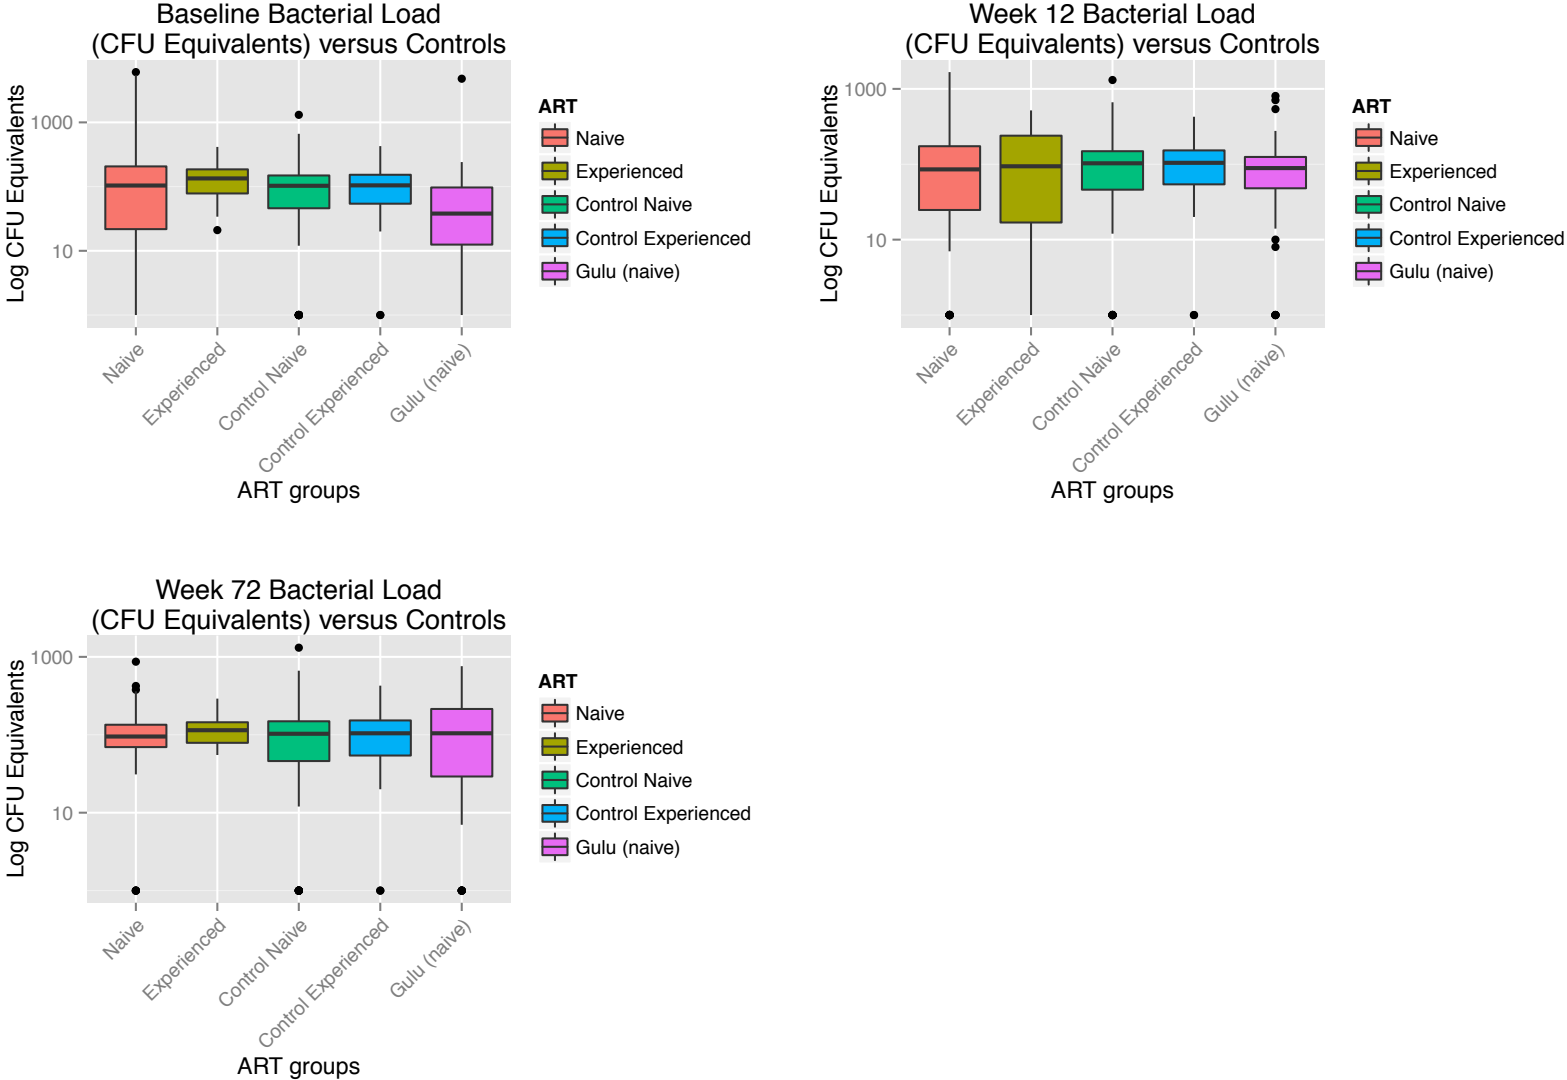 Baseline Bacterial Load
(CFU Equivalents) versus Controls
Log CFU Equivalents
1000
10
Naive
Experienced
Control Naive
Control Experienced
Gulu (naive)
ART groups
ART
Naive
Experienced
Control Naive
Control Experienced
Gulu (naive)
Week 12 Bacterial Load
(CFU Equivalents) versus Controls
Log CFU Equivalents
1000
10
Naive
Experienced
Control Naive
Control Experienced
Gulu (naive)
ART groups
ART
Naive
Experienced
Control Naive
Control Experienced
Gulu (naive)
Week 72 Bacterial Load
(CFU Equivalents) versus Controls
Log CFU Equivalents
1000
10
Naive
Experienced
Control Naive
Control Experienced
Gulu (naive)
ART groups
ART
Naive
Experienced
Control Naive
Control Experienced
Gulu (naive)